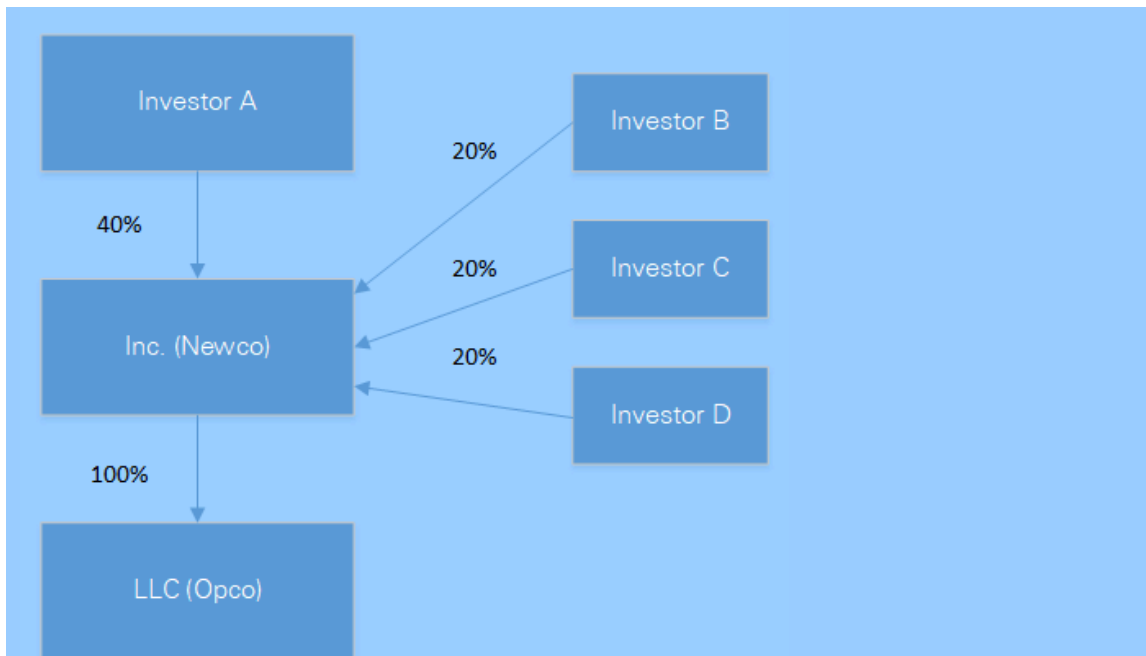 Investor A
Investor B
20%
40%
Investor C
20%
Inc. (Newco)
20%
Investor D
100%
LLC (Opco)